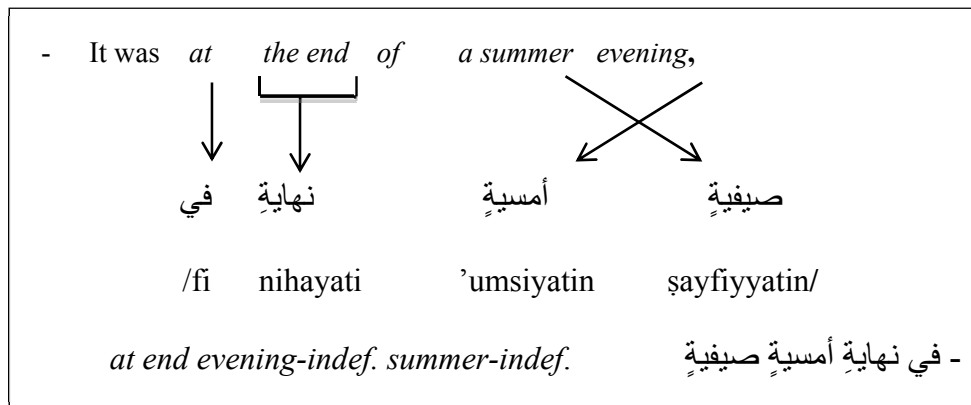 - It was at the end of a summer evening,
في نهايةِ أمسيةٍ صيفيةٍ
/fi nihayati ’umsiyatin ṣayfiyyatin/
at end evening-indef. summer-indef. - في نهايةِ أمسيةٍ صيفيةٍ